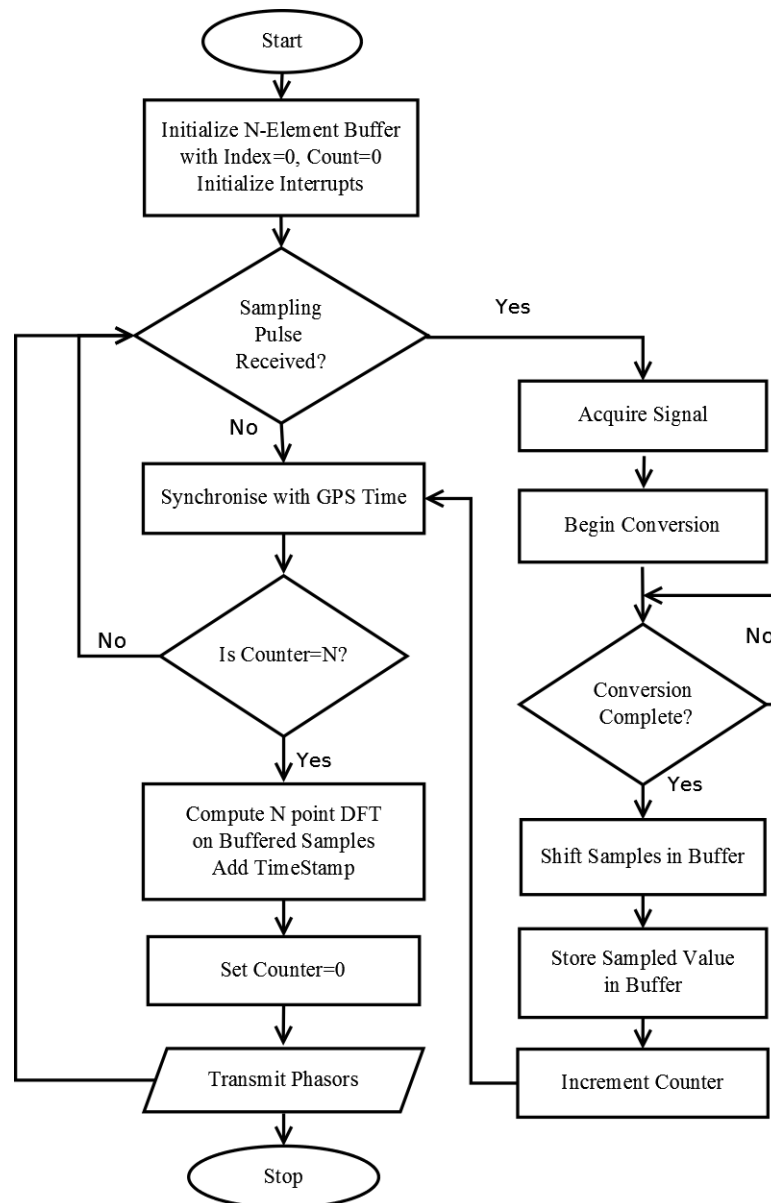 Start
Initialize N-Element Buffer
with Index=0, Count=0
Initialize Interrupts
Sampling
Pulse
Received?
Yes
No
Acquire Signal
Synchronise with GPS Time
Begin Conversion
No
Is Counter=N?
Yes
Conversion
Complete?
No
Yes
Compute N point DFT
on Buffered Samples
Add TimeStamp
Shift Samples in Buffer
Set Counter=0
Store Sampled Value
in Buffer
Transmit Phasors
Increment Counter
Stop